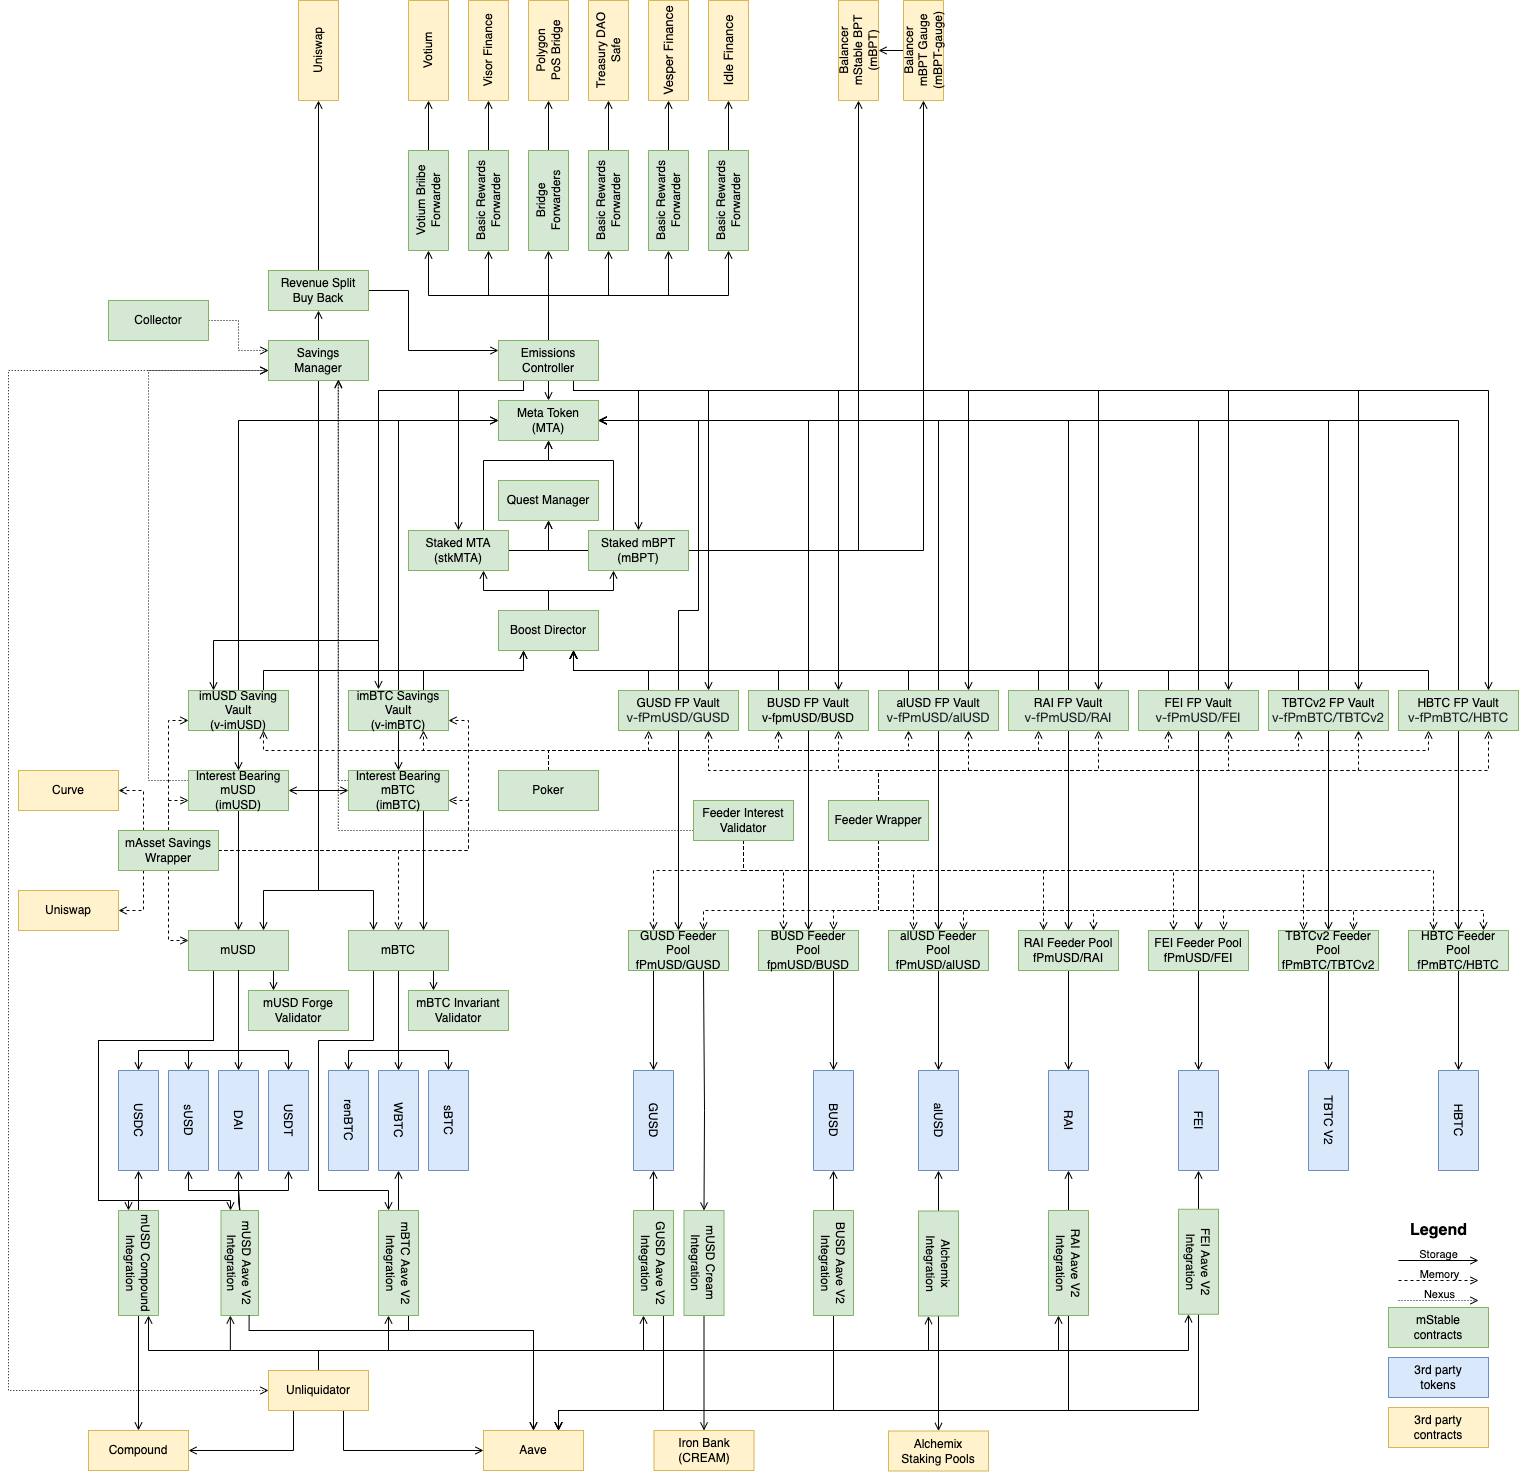 Uniswap
Votium
Visor Finance
Polygon
PoS Bridge
Treasury DAO
Safe
Vesper Finance
Idle Finance
Balancer
mStable BPT
(mBPT)
Balancer
mBPT Gauge
(mBPT-gauge)
Votium Briibe
Forwarder
Basic Rewards
Forwarder
Bridge
Forwarders
Basic Rewards
Forwarder
Basic Rewards
Forwarder
Basic Rewards
Forwarder
Revenue Split
Buy Back
Collector
Savings
Manager
Emissions
Controller
Meta Token
(MTA)
Quest Manager
Staked MTA
(stkMTA)
Staked mBPT
(mBPT)
Boost Director
imUSD Saving
Vault
(v-imUSD)
imBTC Savings
Vault
(v-imBTC)
GUSD FP Vault
v-fPmUSD/GUSD
BUSD FP Vault
v-fpmUSD/BUSD
alUSD FP Vault
v-fPmUSD/alUSD
RAI FP Vault
v-fPmUSD/RAI
FEI FP Vault
v-fPmUSD/FEI
TBTCv2 FP Vault
v-fPmBTC/TBTCv2
HBTC FP Vault
v-fPmBTC/HBTC
Curve
Interest Bearing
mUSD
(imUSD)
Interest Bearing
mBTC
(imBTC)
Poker
Feeder Interest
Validator
Feeder Wrapper
mAsset Savings
Wrapper
Uniswap
mUSD
mBTC
GUSD Feeder
Pool
fPmUSD/GUSD
BUSD Feeder
Pool
fpmUSD/BUSD
alUSD Feeder
Pool
fPmUSD/alUSD
RAI Feeder Pool
fPmUSD/RAI
FEI Feeder Pool
fPmUSD/FEI
TBTCv2 Feeder
Pool
fPmBTC/TBTCv2
HBTC Feeder
Pool
fPmBTC/HBTC
mUSD Forge
Validator
mBTC Invariant
Validator
USDC
sUSD
DAI
USDT
renBTC
WBTC
sBTC
GUSD
BUSD
alUSD
RAI
FEI
TBTC V2
HBTC
mUSD Compound
Integration
mUSD Aave V2
Integration
mBTC Aave V2
Integration
GUSD Aave V2
Integration
mUSD Cream
Integration
BUSD Aave V2
Integration
Alchemix
Integration
RAI Aave V2
Integration
FEI Aave V2
Integration
Legend
Storage
Memory
Nexus
mStable
contracts
3rd party
tokens
3rd party
contracts
Unliquidator
Compound
Aave
Iron Bank
(CREAM)
Alchemix
Staking Pools